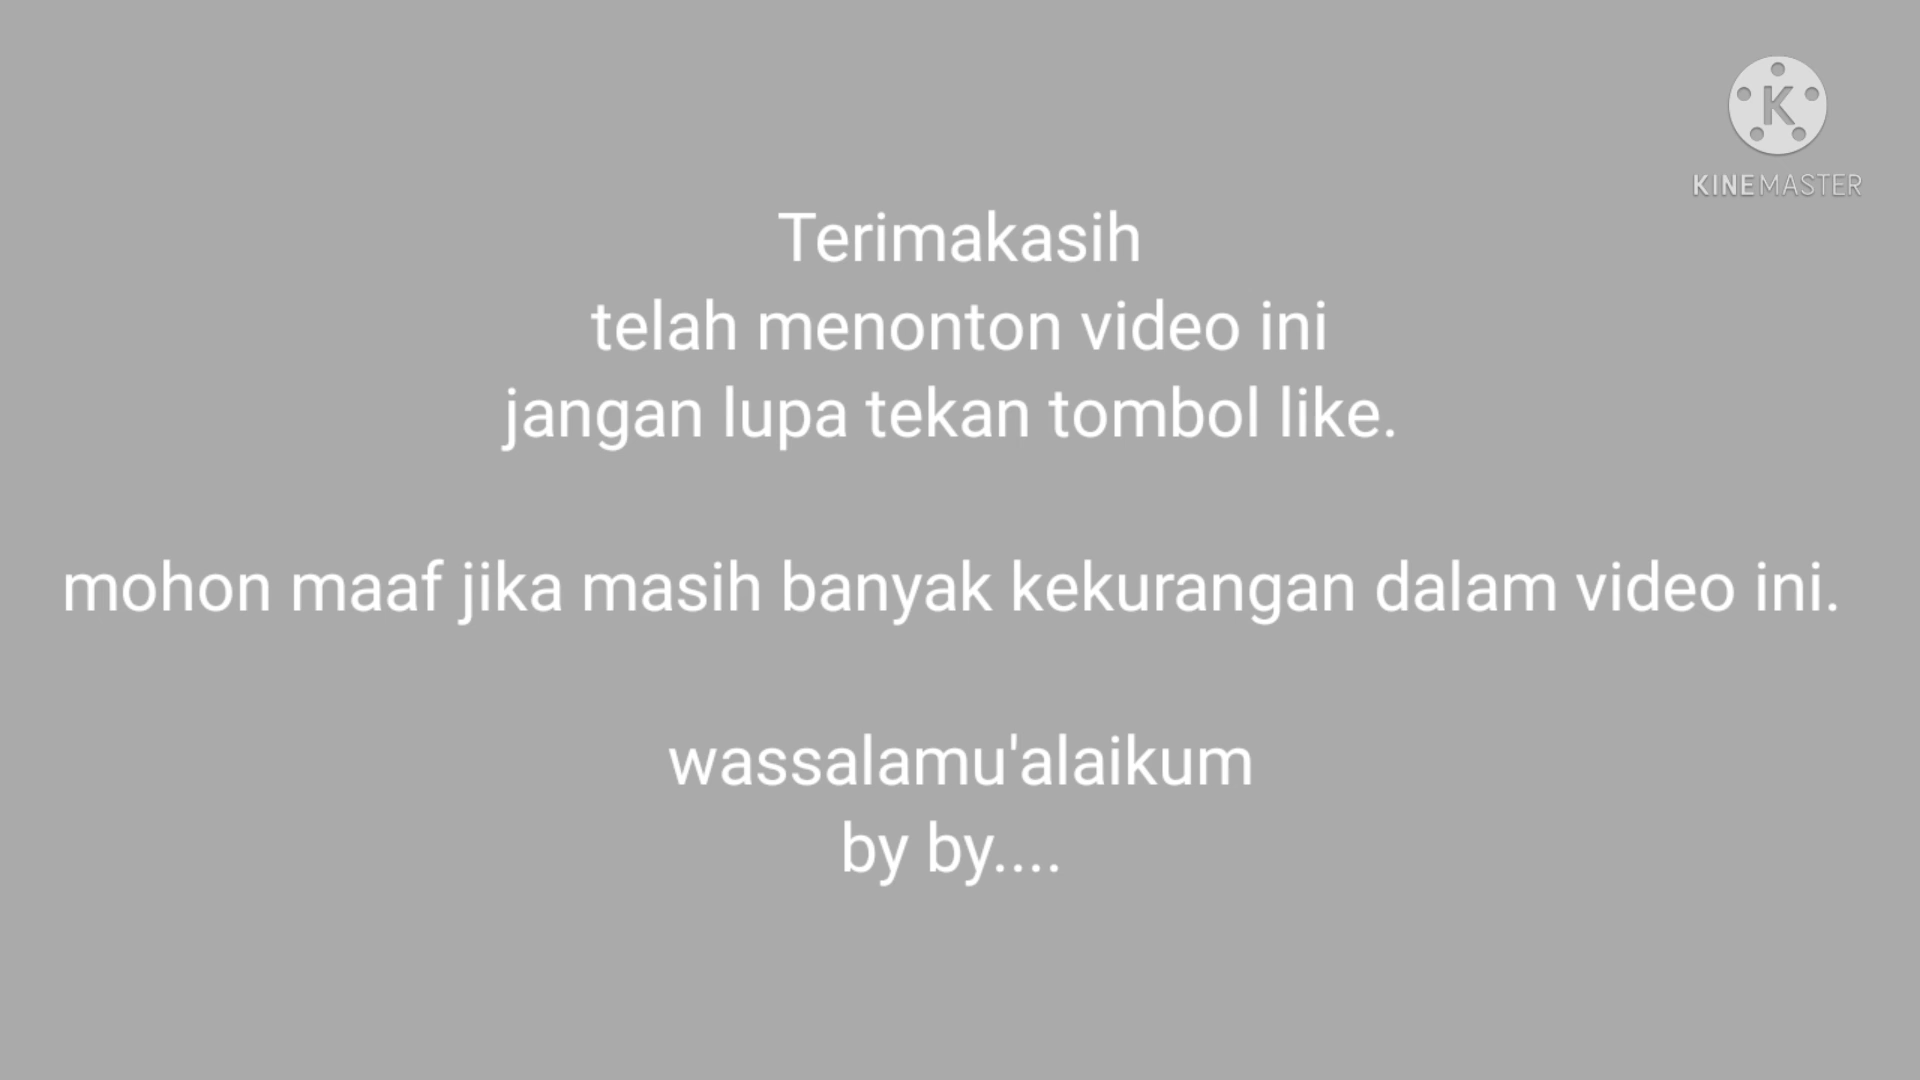 KINEMASTER
Terimakasih
telah menonton video ini
jangan lupa tekan tombol like.
mohon maaf jika masih banyak kekurangan dalam video ini.
wassalamu'alaikum
by by....